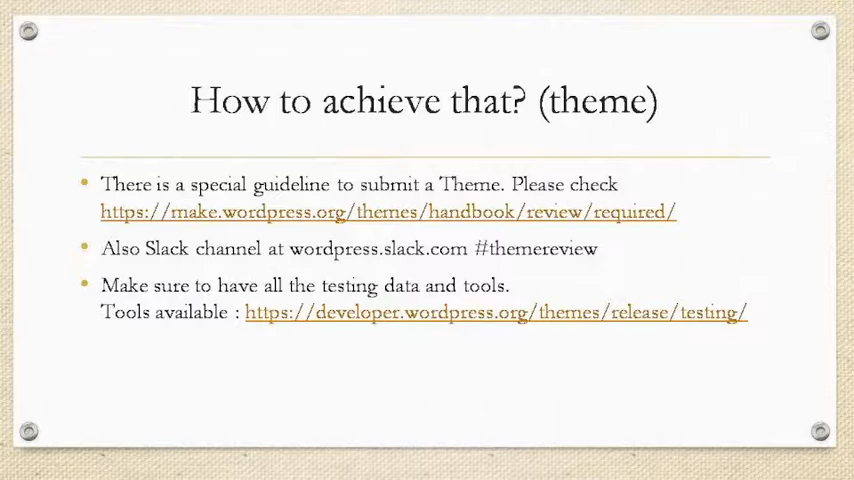 How to achieve that? (theme)
There is a special guideline to submit a Theme. Please check
https://make.wordpress.org/themes/handbook/review/required/
Also Slack channel at wordpress.slack.com #themereview
Make sure to have all the testing data and tools.
Tools available : https://developer.wordpress.org/themes/release/testing/